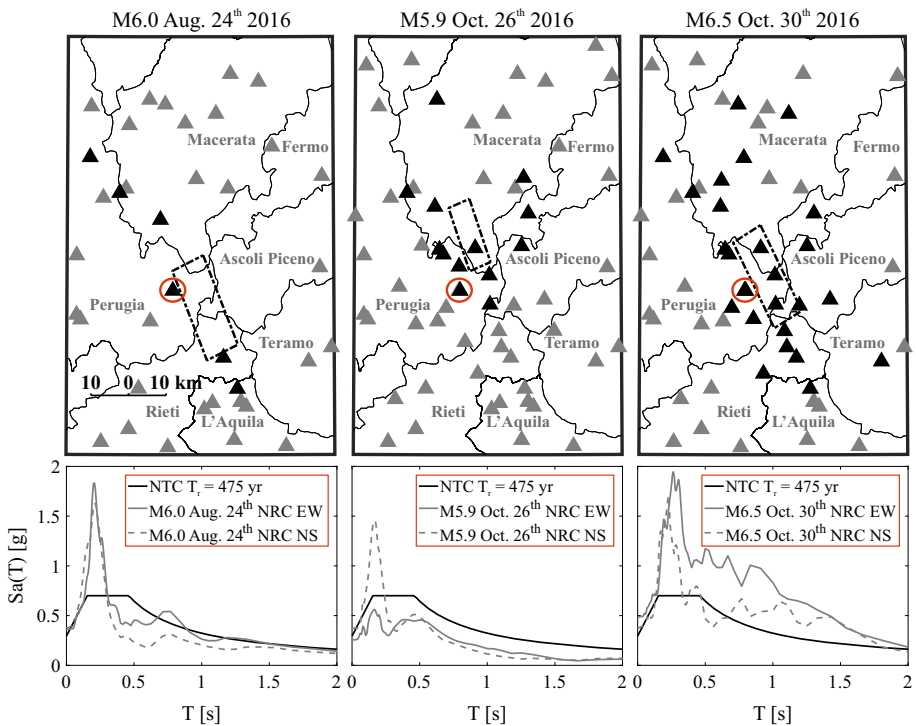 M6.0 Aug. 24th 2016
M5.9 Oct. 26th 2016
M6.5 Oct. 30th 2016
Macerata
Fermo
Ascoli Piceno
Perugia
Teramo
10 0 10 km
Rieti
L'Aquila
Macerata
Fermo
Ascoli Piceno
Perugia
Teramo
Rieti
L'Aquila
Macerata
Fermo
Ascoli Piceno
Perugia
Teramo
Rieti
L'Aquila
Sa(T) [g]
2
1.5
1
0.5
0
NTC Tr = 475 yr
M6.0 Aug. 24th NRC EW
M6.0 Aug. 24th NRC NS
0 0.5 1 1.5 2
T [s]
NTC Tr = 475 yr
M5.9 Oct. 26th NRC EW
M5.9 Oct. 26th NRC NS
0 0.5 1 1.5 2
T [s]
NTC Tr = 475 yr
M6.5 Oct. 30th NRC EW
M6.5 Oct. 30th NRC NS
0 0.5 1 1.5 2
T [s]